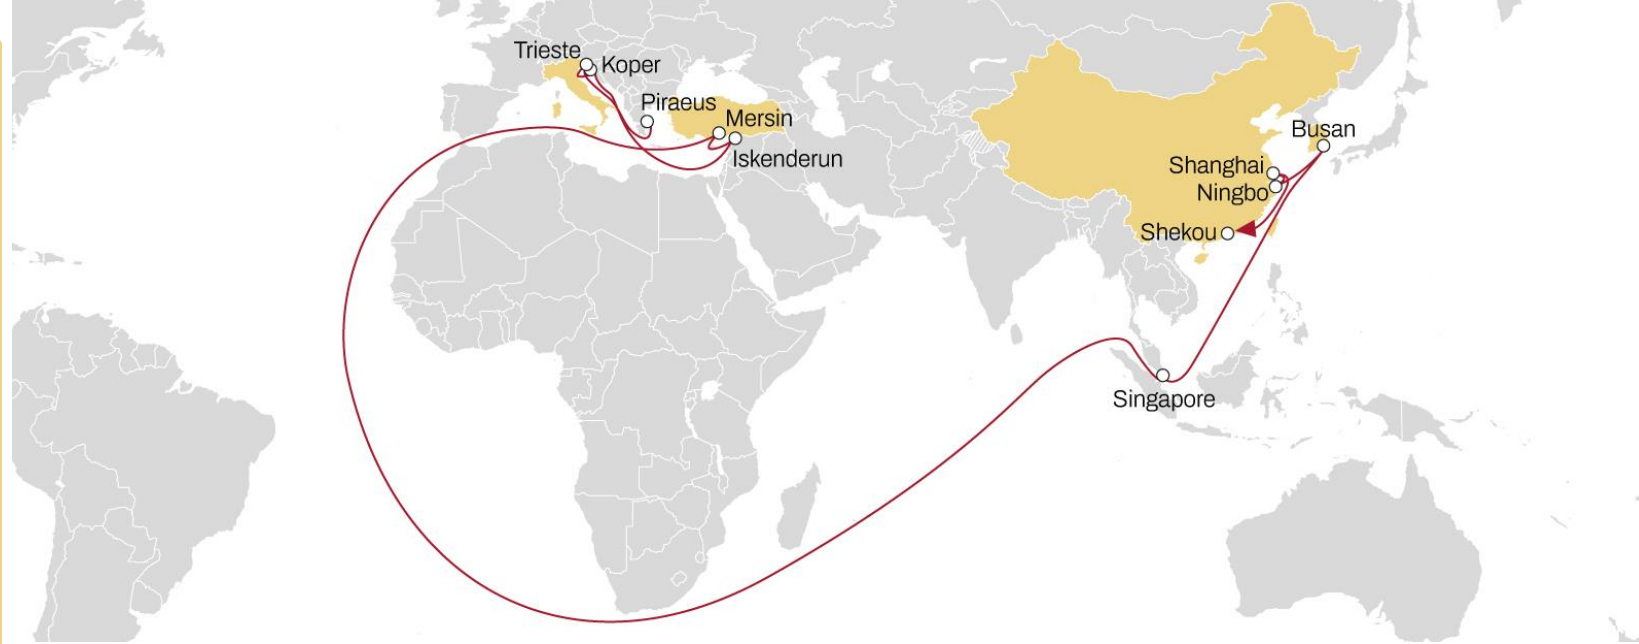 Trieste
Koper
Piraeus
Mersin
Iskenderun
Busan
Shanghai
Ningbo
Shekou
Singapore